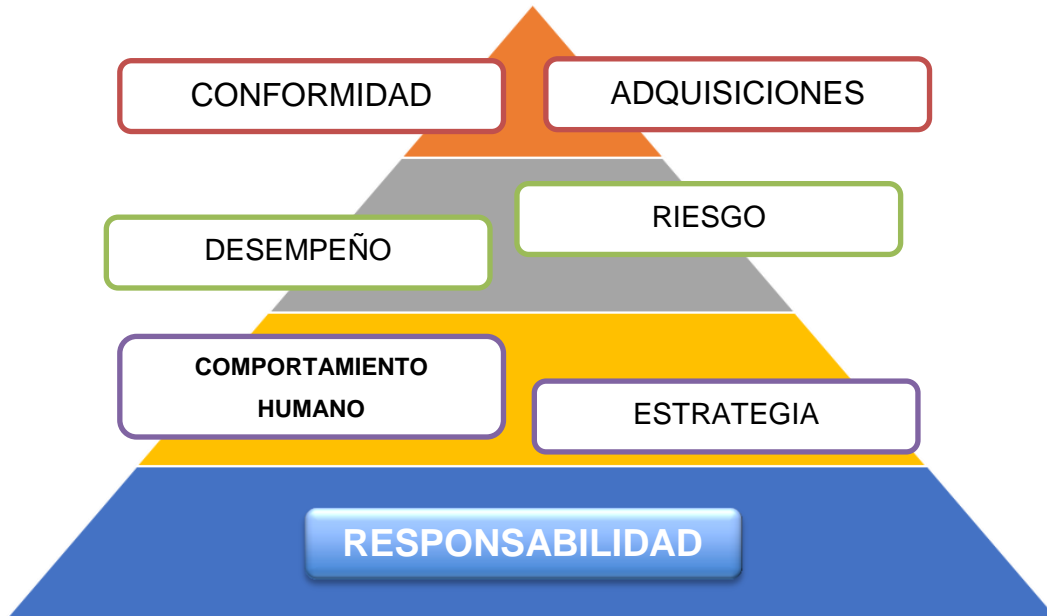 CONFORMIDAD
ADQUISICIONES
RIESGO
DESEMPEÑO
COMPORTAMIENTO
HUMANO
ESTRATEGIA
RESPONSABILIDAD